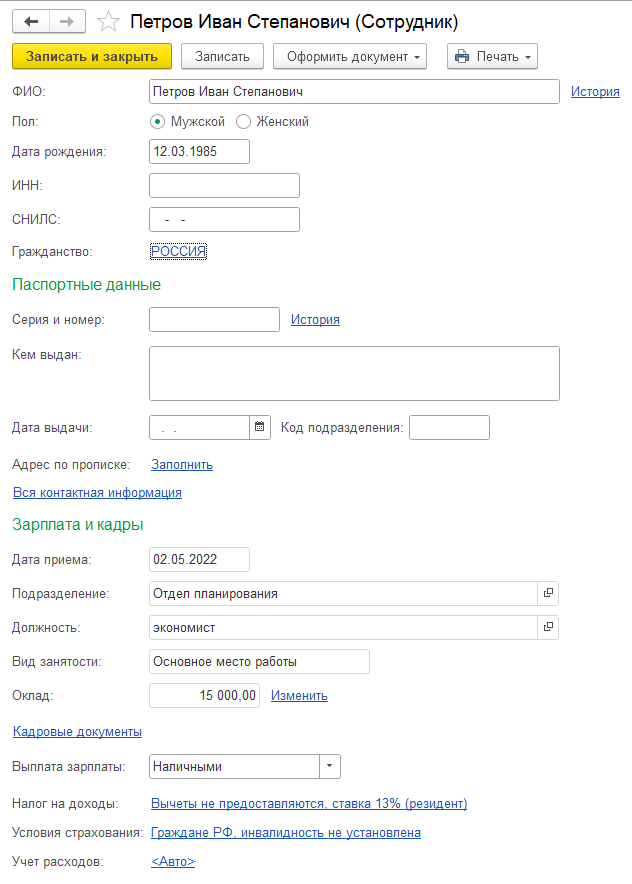 Петров Иван Степанович (Сотрудник)
Записать и закрыть Записать Оформить документ Печать
ФИО: Петров Иван Степанович История
Пол: Мужской Женский
Дата рождения: 12.03.1985
ИНН:
СНИЛС: - -
Гражданство: РОССИЯ
Паспортные данные
Серия и номер: История
Кем выдан:
Дата выдачи: . . Код подразделения:
Адрес по прописке: Заполнить
Вся контактная информация
Зарплата и кадры
Дата приема: 02.05.2022
Подразделение: Отдел планирования
Должность: экономист
Вид занятости: Основное место работы
Оклад: 15 000,00 Изменить
Кадровые документы
Выплата зарплаты: Наличными
Налог на доходы: Вычеты не предоставляются, ставка 13% (резидент)
Условия страхования: Граждане РФ, инвалидность не установлена
Учет расходов: <Авто>